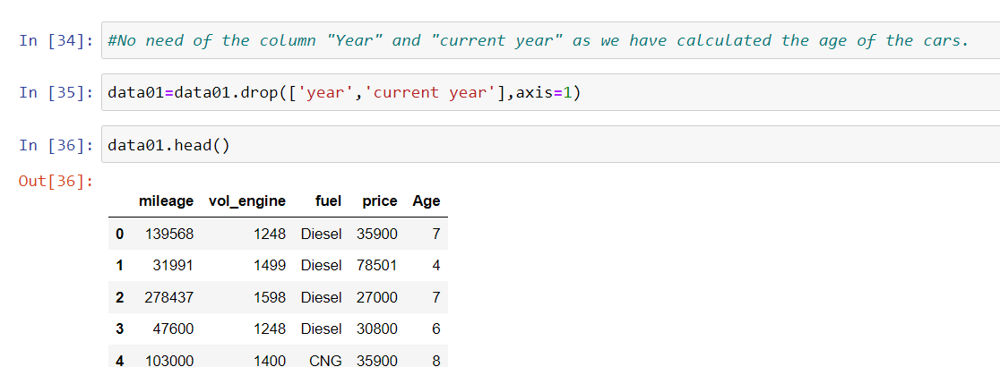 In [34]: #No need of the column "Year" and "current year" as we have calculated the age of the cars.
In [35]: data01=data01.drop(['year','current year'],axis=1)
In [36]: data01.head()
Out[36]:
mileage vol_engine fuel price Age
0 139568 1248 Diesel 35900 7
1 31991 1499 Diesel 78501 4
2 278437 1598 Diesel 27000 7
3 47600 1248 Diesel 30800 6
4 103000 1400 CNG 35900 8